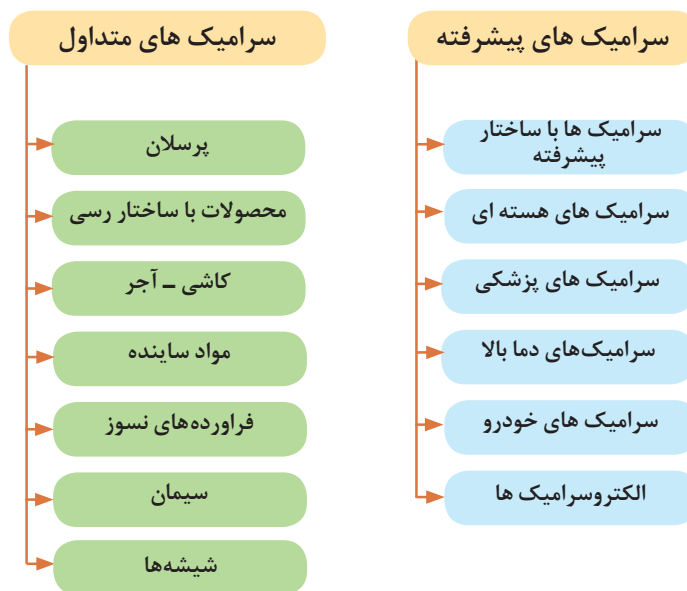 سرامیک های پیشرفته
سرامیک ها با ساختار
پیشرفته
سرامیک های هسته ای
سرامیک های پزشکی
سرامیک‌های دما بالا
سرامیک های خودرو
الکتروسرامیک ها
سرامیک های متداول
پرسلان
محصولات با ساختار رسی
کاشی ـ آجر
مواد ساینده
فراورده‌های نسوز
سیمان
شیشه‌ها